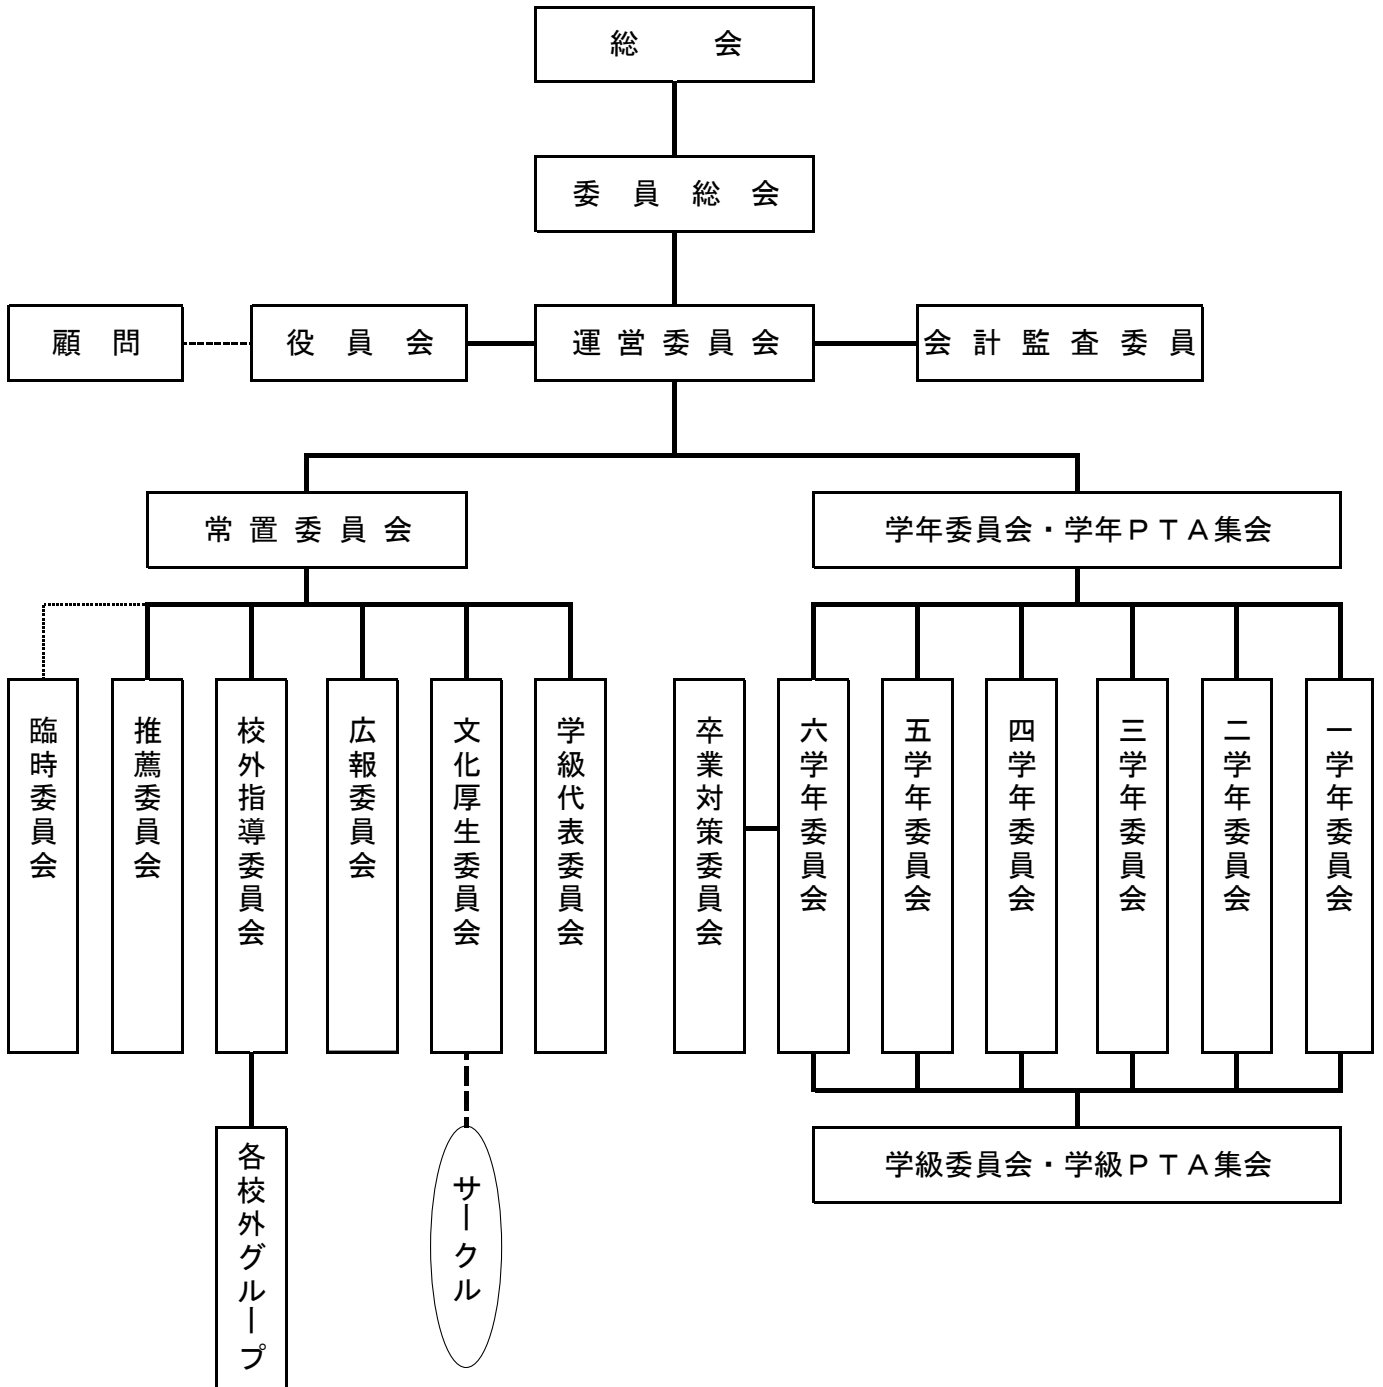 総会
委員総会
顧問
役員会
運営委員会
会計監査委員
常置委員会
学年委員会・学年ＰＴＡ集会
臨時委員会
推薦委員会
校外指導委員会
広報委員会
文化厚生委員会
学級代表委員会
卒業対策委員会
六学年委員会
五学年委員会
四学年委員会
三学年委員会
二学年委員会
一学年委員会
各校外グループ
サークル
学級委員会・学級ＰＴＡ集会